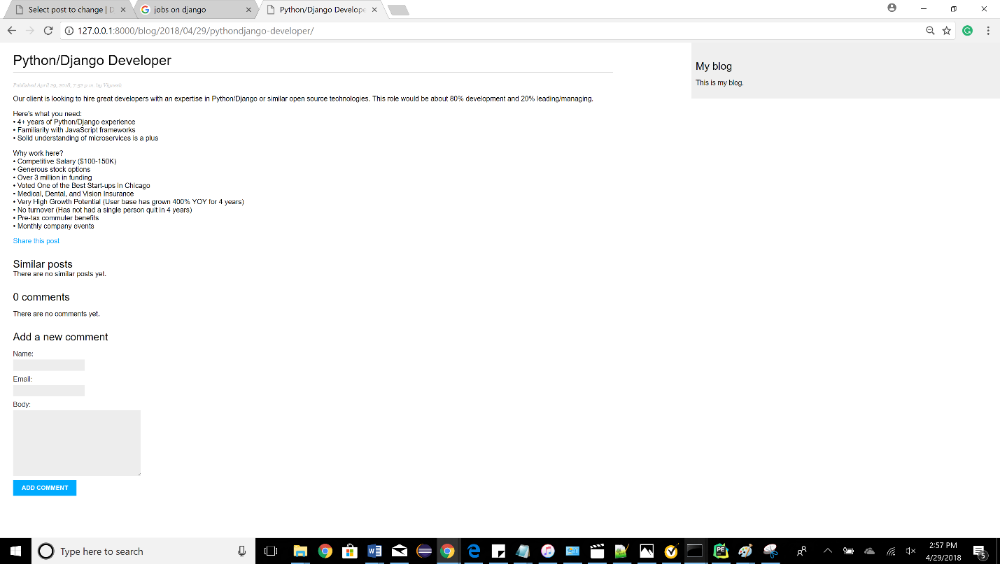 Select post to change | D
jobs on django
Python/Django Develope
127.0.0.1:8000/blog/2018/04/29/pythondjango-developer/
Python/Django Developer
Published April 29, 2018, 7:52 p.m. by Vigneek
Our client is looking to hire great developers with an expertise in Python/Django or similar open source technologies. This role would be about 80% development and 20% leading/managing.
Here's what you need:
• 4+ years of Python/Django experience
• Familiarity with JavaScript frameworks
• Solid understanding of microservices is a plus
Why work here?
• Competitive Salary ($100-150K)
• Generous stock options
• Over 3 million in funding
• Voted One of the Best Start-ups in Chicago
• Medical, Dental, and Vision Insurance
• Very High Growth Potential (User base has grown 400% YOY for 4 years)
• No turnover (Has not had a single person quit in 4 years)
• Pre-tax commuter benefits
• Monthly company events
Share this post
Similar posts
There are no similar posts yet.
0 comments
There are no comments yet.
Add a new comment
Name:
Email:
Body:
ADD COMMENT
My blog
This is my blog.
Type here to search
2:57 PM
4/29/2018
5